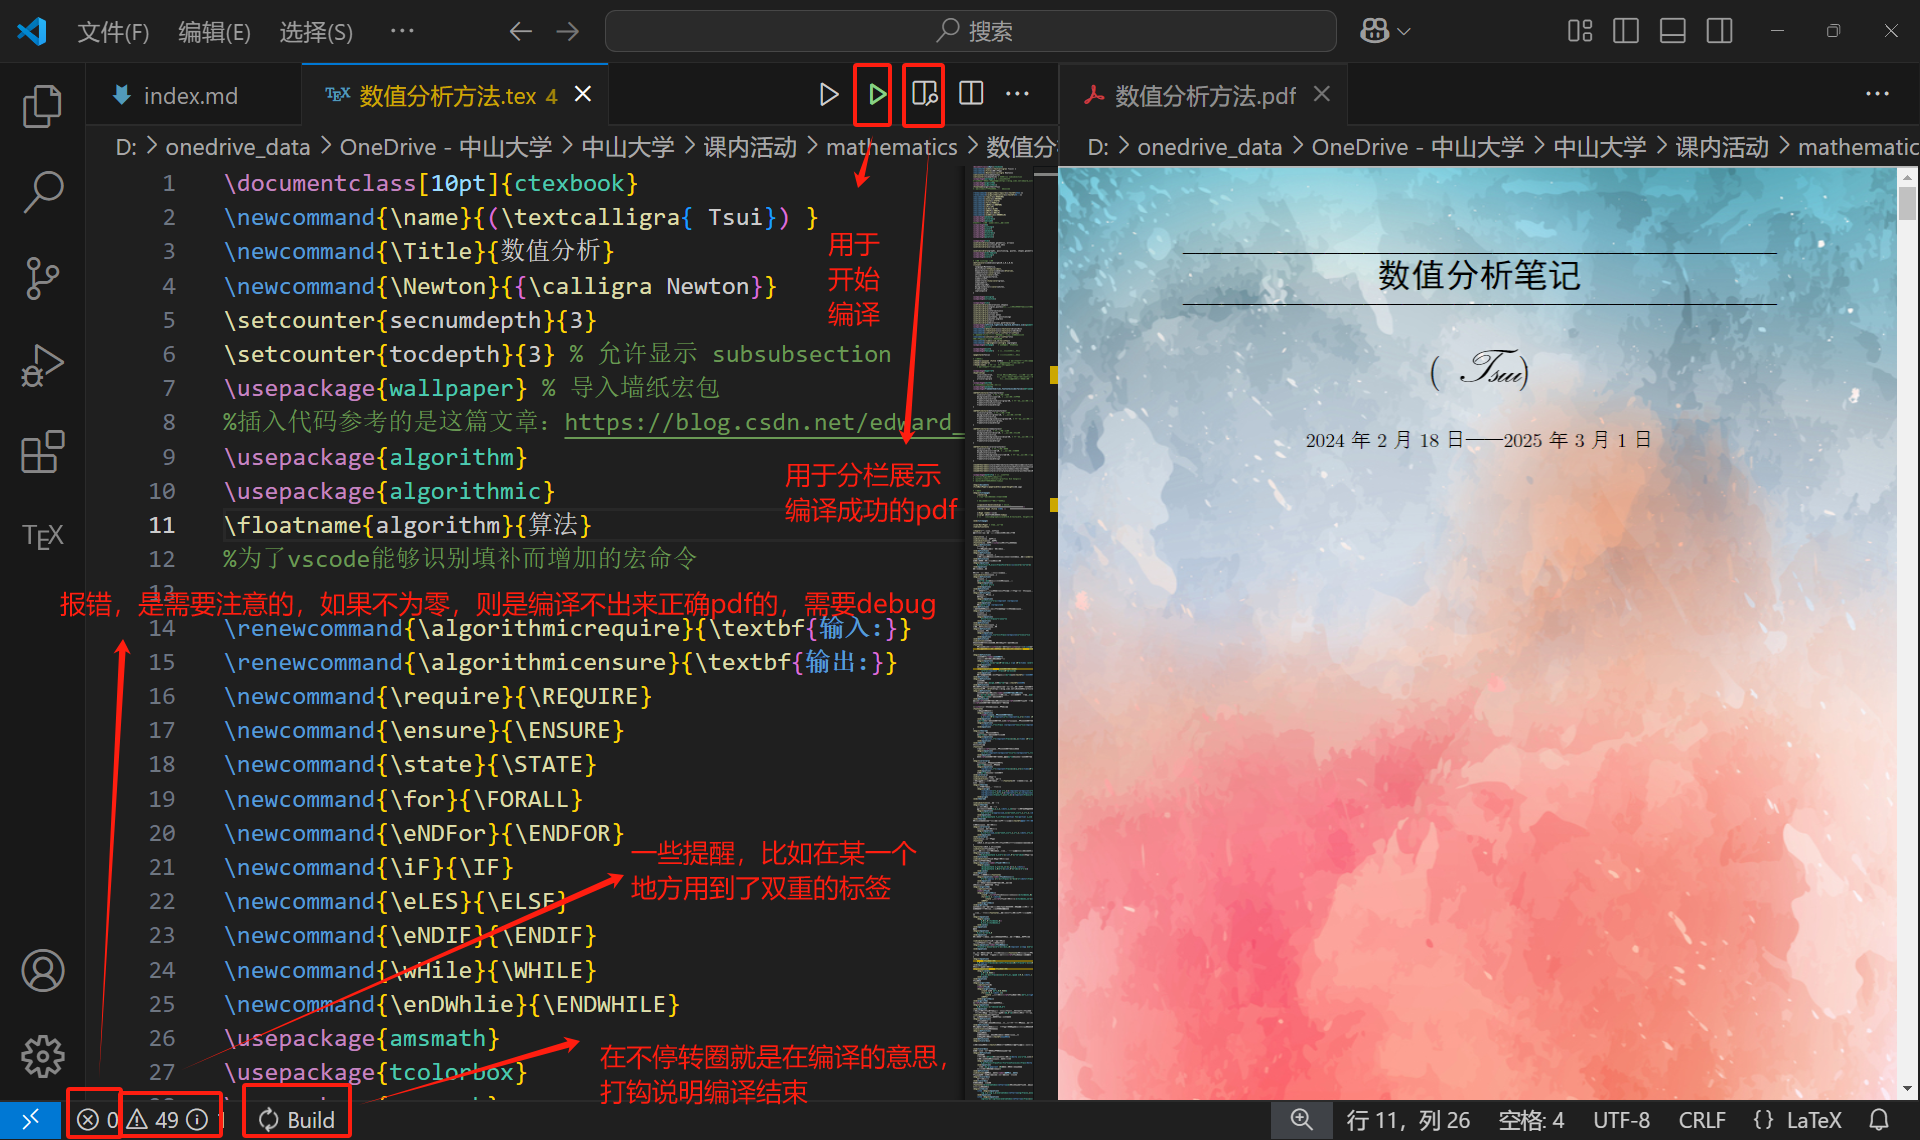 文件(F) 编辑(E) 选择(S) ··· 搜索
index.md
TEX 数值分析方法.tex 4
数值分析方法.pdf
D: > onedrive_data > OneDrive - 中山大学 > 中山大学 > 课内活动 > mathematics > 数值分
D: > onedrive_data > OneDrive - 中山大学 > 中山大学 > 课内活动 > mathematic
1 \documentclass[10pt]{ctexbook}
2 \newcommand{\name}{(\textcalligra{ Tsui}) }
3 \newcommand{\Title}{数值分析}
4 \newcommand{\Newton}{{\calligra Newton}}
5 \setcounter{secnumdepth}{3}
6 \setcounter{tocdepth}{3} % 允许显示 subsubsection
7 \usepackage{wallpaper} % 导入墙纸宏包
8 %插入代码参考的是这篇文章：https://blog.csdn.net/edward_
9 \usepackage{algorithm}
10 \usepackage{algorithmic}
11 \floatname{algorithm}{算法}
12 %为了vscode能够识别填补而增加的宏命令
13
14 \renewcommand{\algorithmicrequire}{\textbf{输入:}}
15 \renewcommand{\algorithmicensure}{\textbf{输出:}}
16 \newcommand{\require}{\REQUIRE}
17 \newcommand{\ensure}{\ENSURE}
18 \newcommand{\state}{\STATE}
19 \newcommand{\for}{\FORALL}
20 \newcommand{\eNDFor}{\ENDFOR}
21 \newcommand{\iF}{\IF}
22 \newcommand{\eLES}{\ELSE}
23 \newcommand{\eNDIF}{\ENDIF}
24 \newcommand{\wHile}{\WHILE}
25 \newcommand{\enDWhlie}{\ENDWHILE}
26 \usepackage{amsmath}
27 \usepackage{tcolorbox}
TEX
用于
开始
编译
用于分栏展示
编译成功的pdf
报错，是需要注意的，如果不为零，则是编译不出来正确pdf的，需要debug
一些提醒，比如在某一个
地方用到了双重的标签
在不停转圈就是在编译的意思，
打钩说明编译结束
数值分析笔记
( Tsui)
2024 年 2 月 18 日——2025 年 3 月 1 日
0 49 1 Build
行 11，列 26 空格: 4 UTF-8 CRLF {} LaTeX